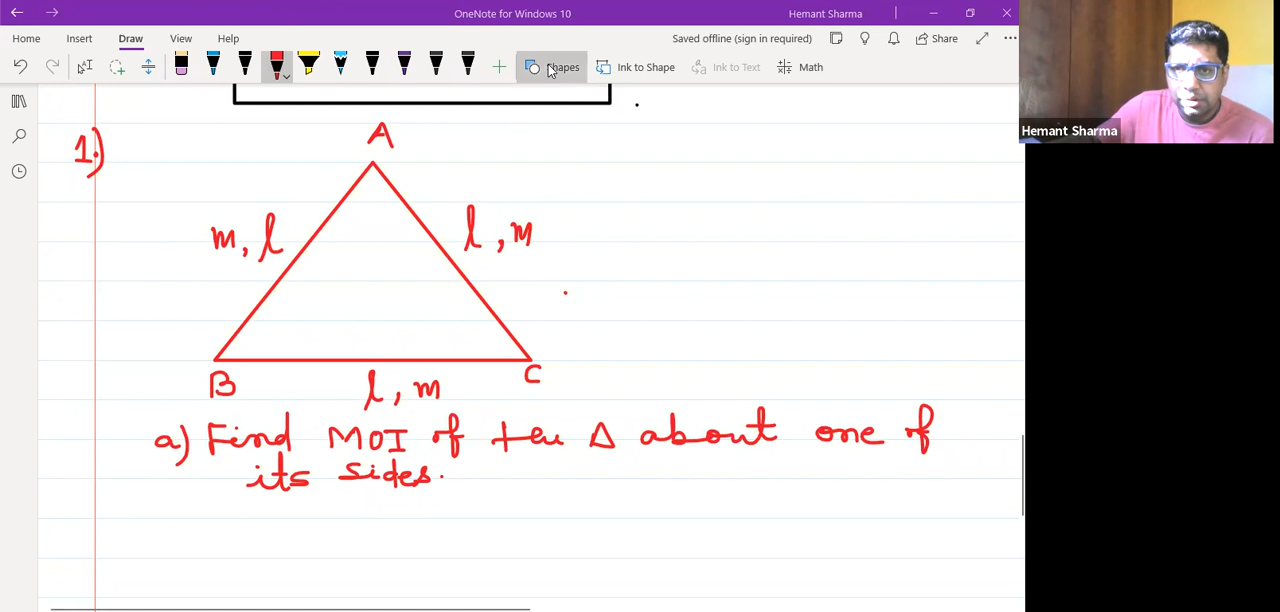 OneNote for Windows 10
Hemant Sharma
Home Insert Draw View Help
Saved offline (sign in required)
Share
Shapes
Ink to Shape
Ink to Text
Math
Hemant Sharma
1.)
A
m, l
l, m
B
C
l, m
a) Find MOI of the Δ about one of
its sides.